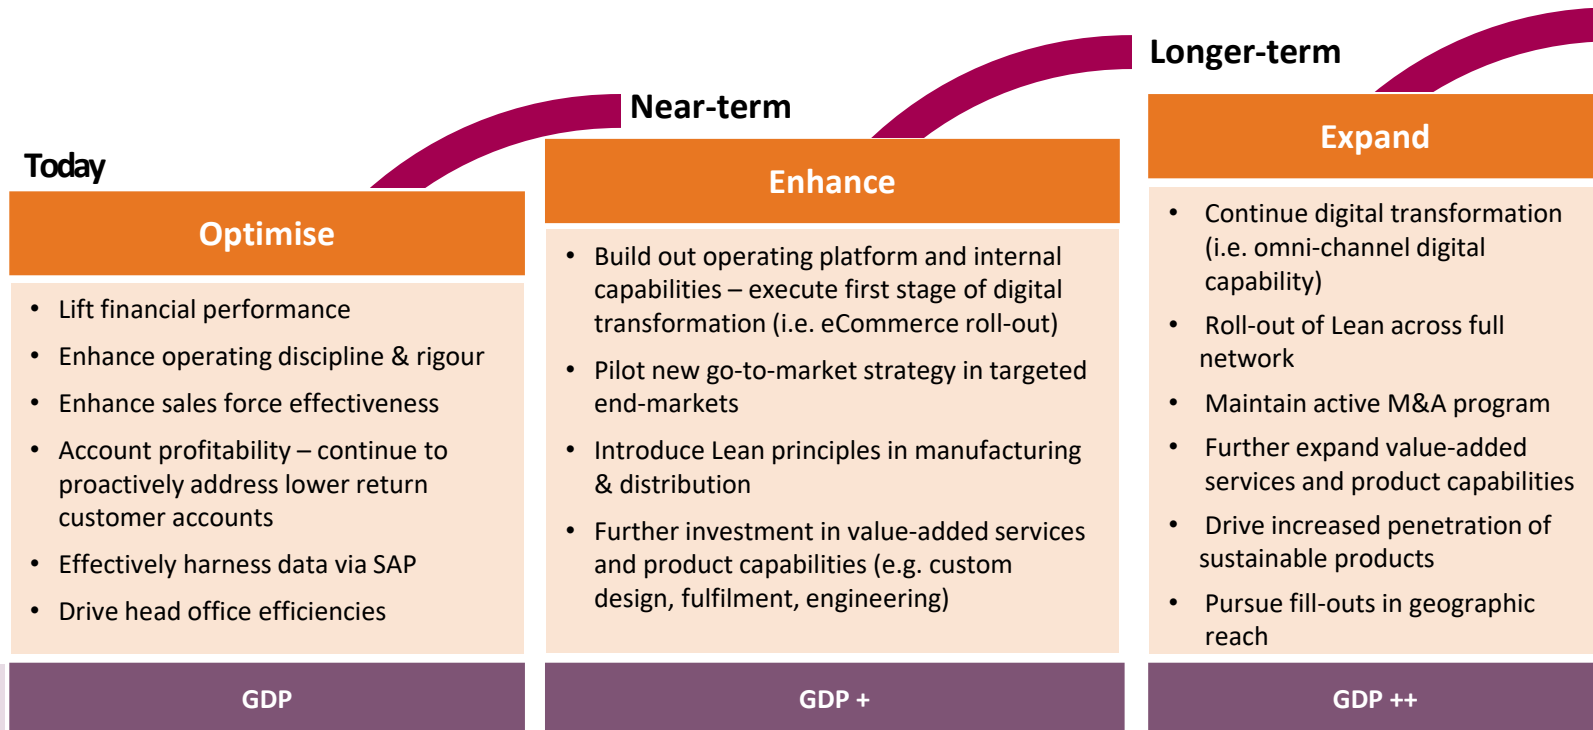 Today
Optimise
• Lift financial performance
• Enhance operating discipline & rigour
• Enhance sales force effectiveness
• Account profitability – continue to
proactively address lower return
customer accounts
• Effectively harness data via SAP
• Drive head office efficiencies
GDP
Near-term
Enhance
• Build out operating platform and internal
capabilities – execute first stage of digital
transformation (i.e. eCommerce roll-out)
• Pilot new go-to-market strategy in targeted
end-markets
• Introduce Lean principles in manufacturing
& distribution
• Further investment in value-added services
and product capabilities (e.g. custom
design, fulfilment, engineering)
GDP +
Longer-term
Expand
• Continue digital transformation
(i.e. omni-channel digital
capability)
• Roll-out of Lean across full
network
• Maintain active M&A program
• Further expand value-added
services and product capabilities
• Drive increased penetration of
sustainable products
• Pursue fill-outs in geographic
reach
GDP ++